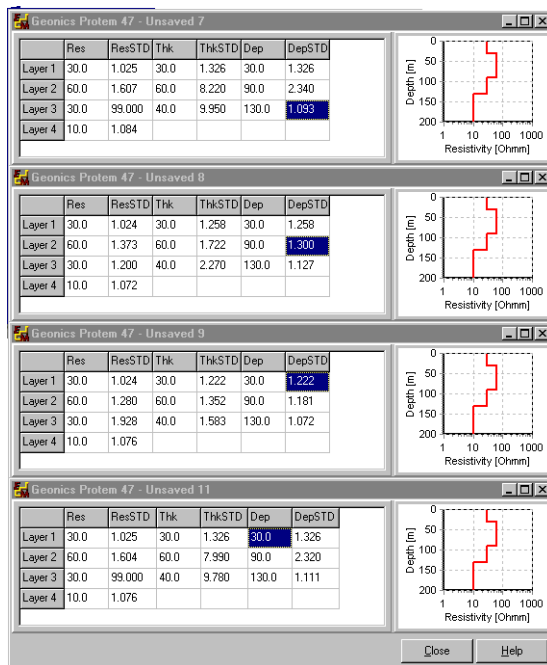 Geonics Protem 47 - Unsaved 7
Res ResSTD Thk ThkSTD Dep DepSTD
Layer 1 30.0 1.025 30.0 1.326 30.0 1.326
Layer 2 60.0 1.607 60.0 8.220 90.0 2.340
Layer 3 30.0 99.000 40.0 9.950 130.0 1.093
Layer 4 10.0 1.084
Depth [m]
0
50
100
150
200
1 10 100 1000
Resistivity [Ohmm]
Geonics Protem 47 - Unsaved 8
Res ResSTD Thk ThkSTD Dep DepSTD
Layer 1 30.0 1.024 30.0 1.258 30.0 1.258
Layer 2 60.0 1.373 60.0 1.722 90.0 1.300
Layer 3 30.0 1.200 40.0 2.270 130.0 1.127
Layer 4 10.0 1.072
Depth [m]
0
50
100
150
200
1 10 100 1000
Resistivity [Ohmm]
Geonics Protem 47 - Unsaved 9
Res ResSTD Thk ThkSTD Dep DepSTD
Layer 1 30.0 1.024 30.0 1.222 30.0 1.222
Layer 2 60.0 1.280 60.0 1.352 90.0 1.181
Layer 3 30.0 1.928 40.0 1.583 130.0 1.072
Layer 4 10.0 1.076
Depth [m]
0
50
100
150
200
1 10 100 1000
Resistivity [Ohmm]
Geonics Protem 47 - Unsaved 11
Res ResSTD Thk ThkSTD Dep DepSTD
Layer 1 30.0 1.025 30.0 1.326 30.0 1.326
Layer 2 60.0 1.604 60.0 7.990 90.0 2.320
Layer 3 30.0 99.000 40.0 9.780 130.0 1.111
Layer 4 10.0 1.076
Depth [m]
0
50
100
150
200
1 10 100 1000
Resistivity [Ohmm]
Close Help